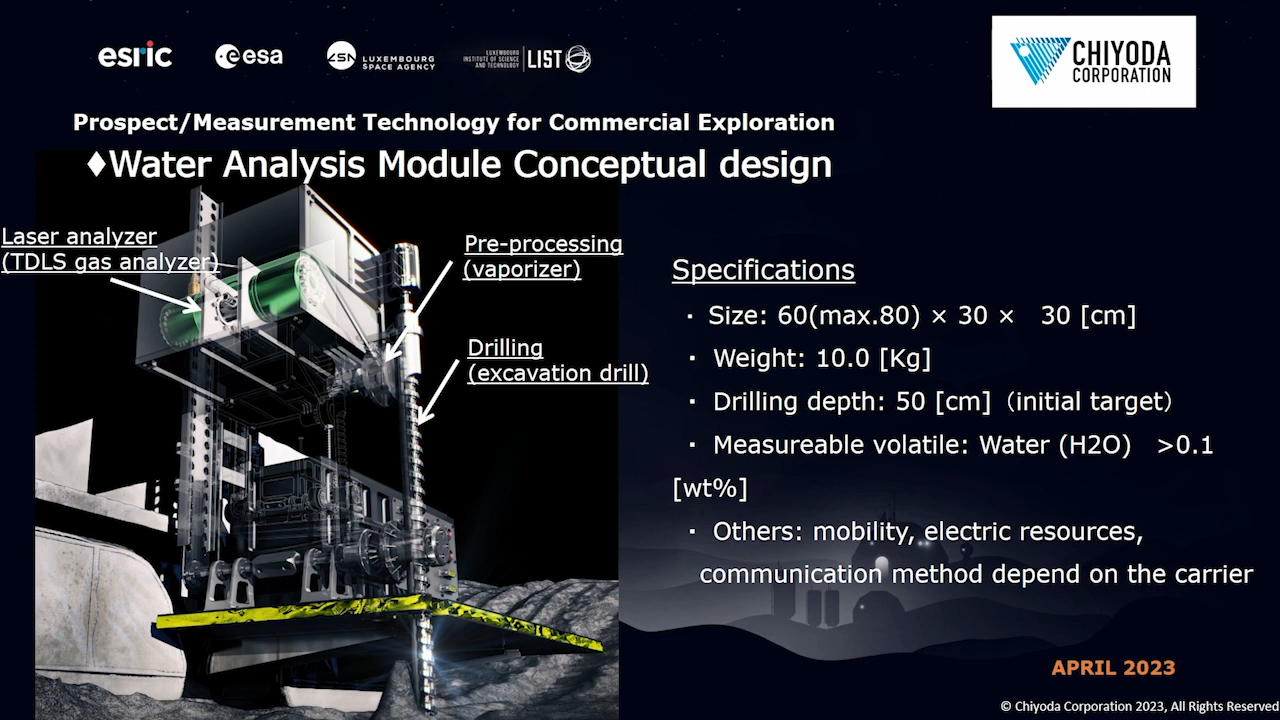 esric
esa
LSA LUXEMBOURG
SPACE AGENCY
LUXEMBOURG
INSTITUTE OF SCIENCE
AND TECHNOLOGY
LIST
CHIYODA
CORPORATION
Prospect/Measurement Technology for Commercial Exploration
♦Water Analysis Module Conceptual design
Laser analyzer
(TDLS gas analyzer)
Pre-processing
(vaporizer)
Drilling
(excavation drill)
Specifications
・Size: 60(max.80) × 30 × 30 [cm]
・Weight: 10.0 [Kg]
・Drilling depth: 50 [cm]（initial target）
・Measureable volatile: Water (H2O) >0.1
[wt%]
・Others: mobility, electric resources,
communication method depend on the carrier
APRIL 2023
© Chiyoda Corporation 2023, All Rights Reserved